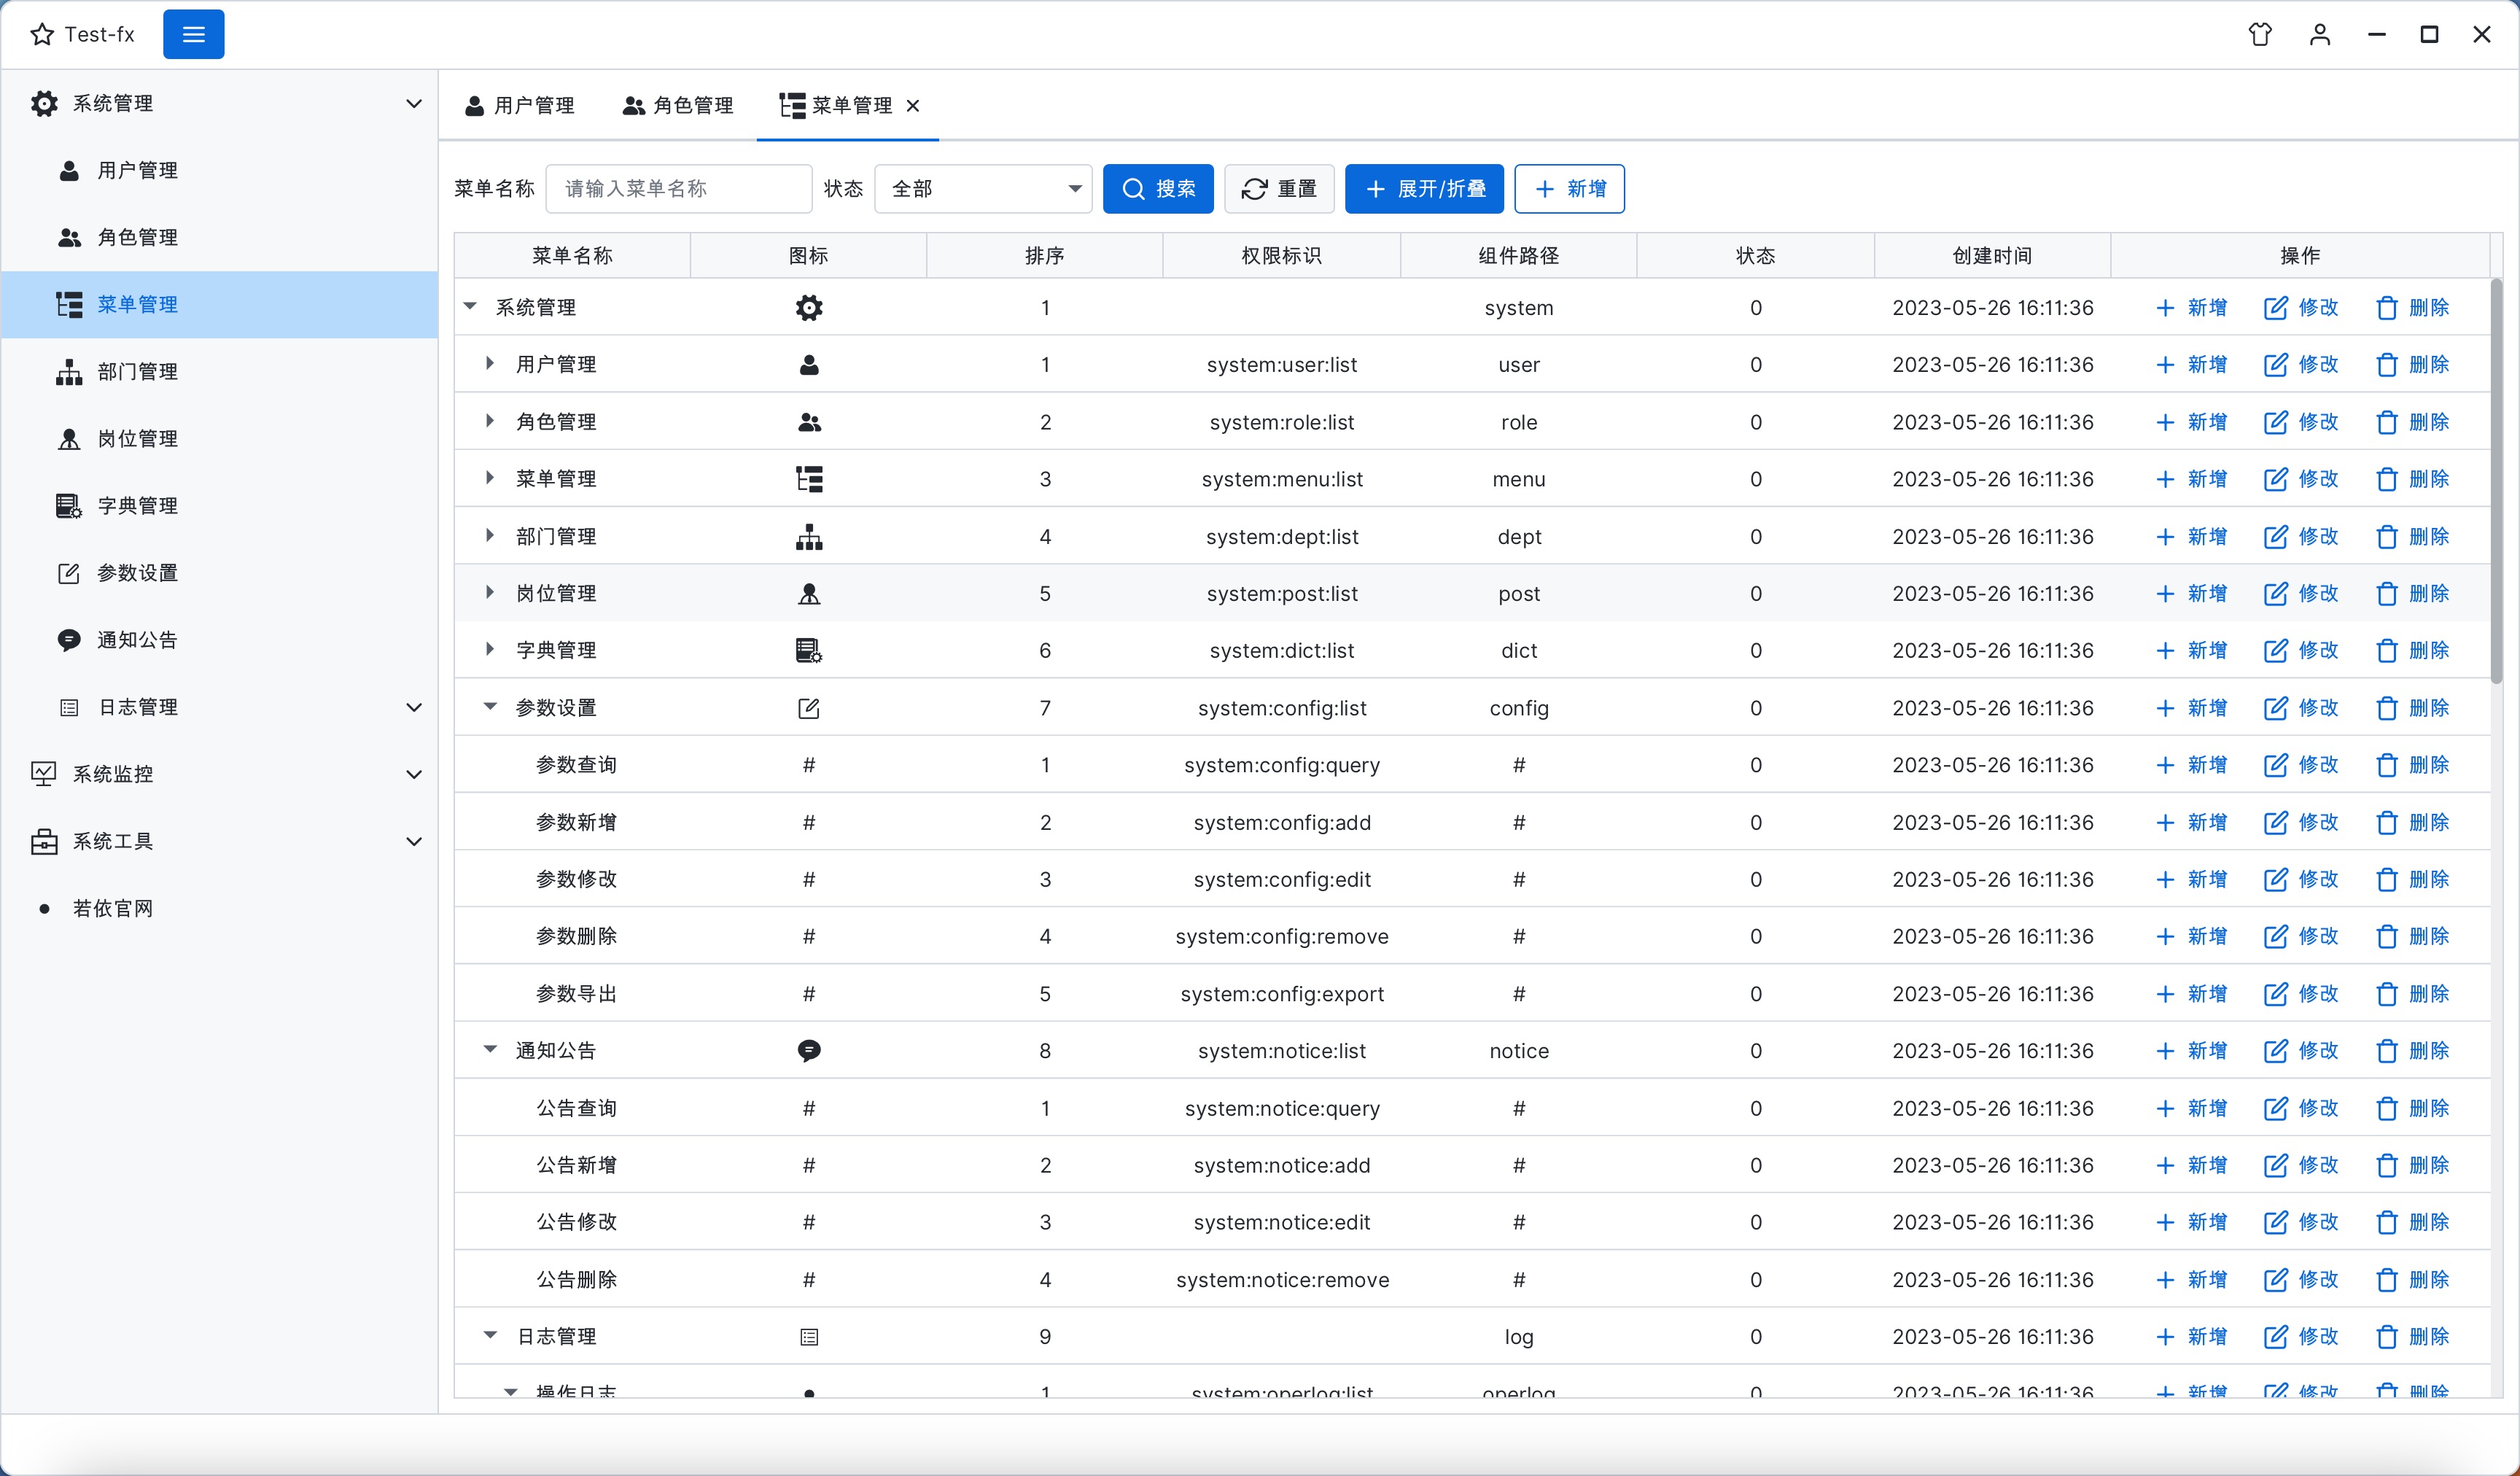 Test-fx
系统管理
用户管理
角色管理
菜单管理
部门管理
岗位管理
字典管理
参数设置
通知公告
日志管理
系统监控
系统工具
若依官网
用户管理 角色管理 菜单管理
菜单名称 请输入菜单名称 状态 全部 搜索 重置 展开/折叠 新增
菜单名称 图标 排序 权限标识 组件路径 状态 创建时间 操作
系统管理 1 system 0 2023-05-26 16:11:36 新增 修改 删除
用户管理 1 system:user:list user 0 2023-05-26 16:11:36 新增 修改 删除
角色管理 2 system:role:list role 0 2023-05-26 16:11:36 新增 修改 删除
菜单管理 3 system:menu:list menu 0 2023-05-26 16:11:36 新增 修改 删除
部门管理 4 system:dept:list dept 0 2023-05-26 16:11:36 新增 修改 删除
岗位管理 5 system:post:list post 0 2023-05-26 16:11:36 新增 修改 删除
字典管理 6 system:dict:list dict 0 2023-05-26 16:11:36 新增 修改 删除
参数设置 7 system:config:list config 0 2023-05-26 16:11:36 新增 修改 删除
参数查询 # 1 system:config:query # 0 2023-05-26 16:11:36 新增 修改 删除
参数新增 # 2 system:config:add # 0 2023-05-26 16:11:36 新增 修改 删除
参数修改 # 3 system:config:edit # 0 2023-05-26 16:11:36 新增 修改 删除
参数删除 # 4 system:config:remove # 0 2023-05-26 16:11:36 新增 修改 删除
参数导出 # 5 system:config:export # 0 2023-05-26 16:11:36 新增 修改 删除
通知公告 8 system:notice:list notice 0 2023-05-26 16:11:36 新增 修改 删除
公告查询 # 1 system:notice:query # 0 2023-05-26 16:11:36 新增 修改 删除
公告新增 # 2 system:notice:add # 0 2023-05-26 16:11:36 新增 修改 删除
公告修改 # 3 system:notice:edit # 0 2023-05-26 16:11:36 新增 修改 删除
公告删除 # 4 system:notice:remove # 0 2023-05-26 16:11:36 新增 修改 删除
日志管理 9 log 0 2023-05-26 16:11:36 新增 修改 删除
操作日志 1 system:operlog:list operlog 0 2023-05-26 16:11:36 新增 修改 删除